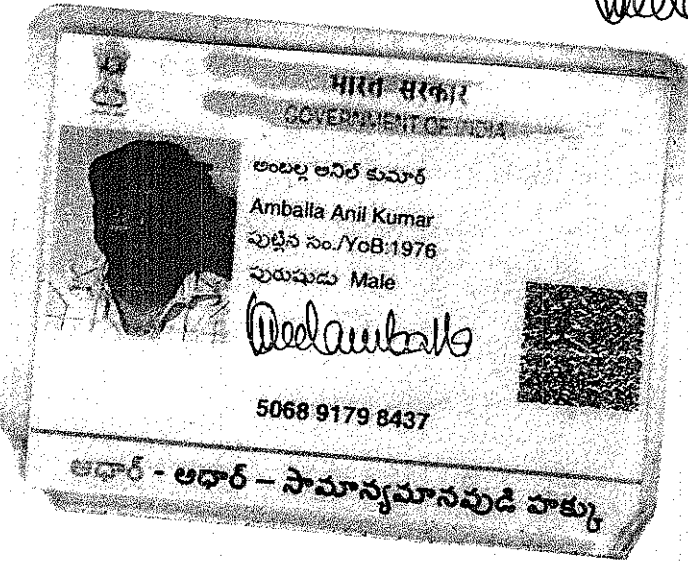 भारत सरकार
GOVERNMENT OF INDIA
అంబల్ల అనిల్ కుమార్
Amballa Anil Kumar
పుట్టిన సం./YoB:1976
పురుషుడు Male
5068 9179 8437
ఆధార్ - ఆధార్ – సామాన్యమానవుడి హక్కు